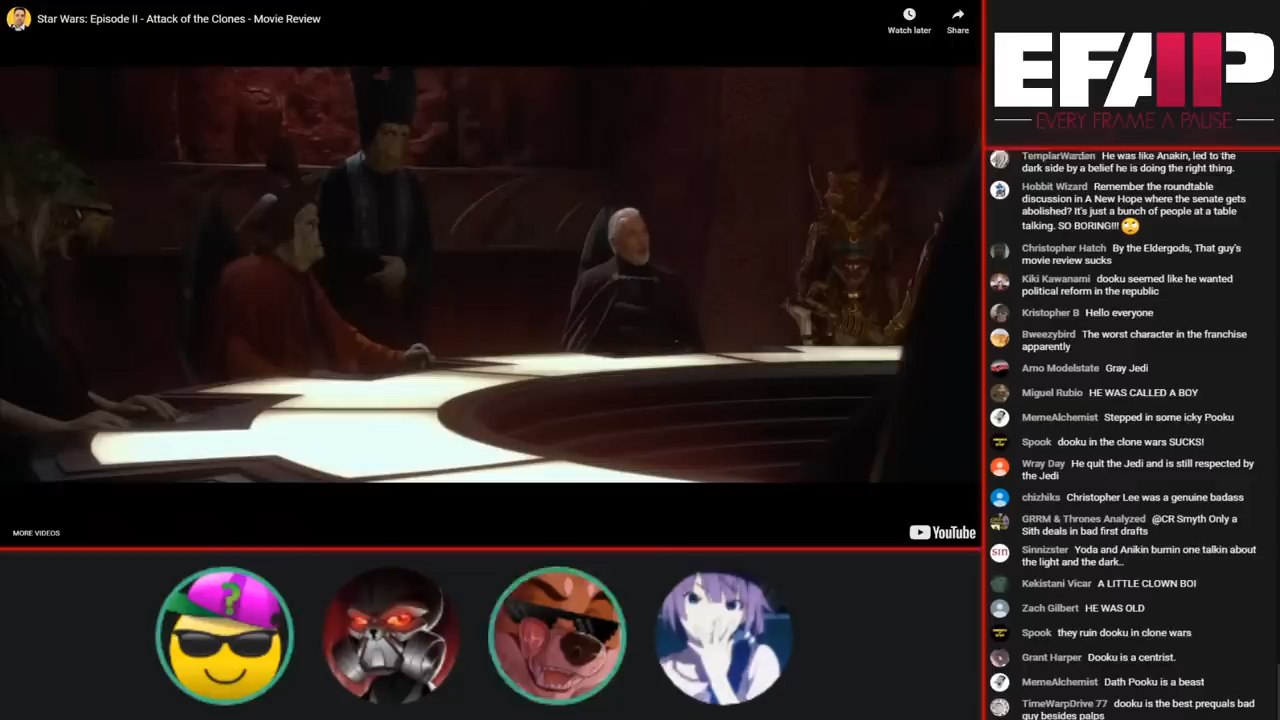 Star Wars: Episode II - Attack of the Clones - Movie Review
Watch later
Share
MORE VIDEOS
YouTube
?
EFAP
EVERY FRAME A PAUSE
TemplarWarden He was like Anakin, led to the
dark side by a belief he is doing the right thing.
Hobbit Wizard Remember the roundtable
discussion in A New Hope where the senate gets
abolished? It's just a bunch of people at a table
talking. SO BORING!!! 🙄
Christopher Hatch By the Eldergods, That guy's
movie review sucks
Kiki Kawanami dooku seemed like he wanted
political reform in the republic
Kristopher B Hello everyone
Bweezybird The worst character in the franchise
apparently
Arno Modelstate Gray Jedi
Miguel Rubio HE WAS CALLED A BOY
MemeAlchemist Stepped in some icky Pooku
Spook dooku in the clone wars SUCKS!
Wray Day He quit the Jedi and is still respected by
the Jedi
chizhiks Christopher Lee was a genuine badass
GRRM & Thrones Analyzed @CR Smyth Only a
Sith deals in bad first drafts
sin
Sinnizster Yoda and Anikin burnin one talkin about
the light and the dark..
Kekistani Vicar A LITTLE CLOWN BOI
Zach Gilbert HE WAS OLD
Spook they ruin dooku in clone wars
Grant Harper Dooku is a centrist.
MemeAlchemist Dath Pooku is a beast
TimeWarpDrive 77 dooku is the best prequals bad
guy besides palps